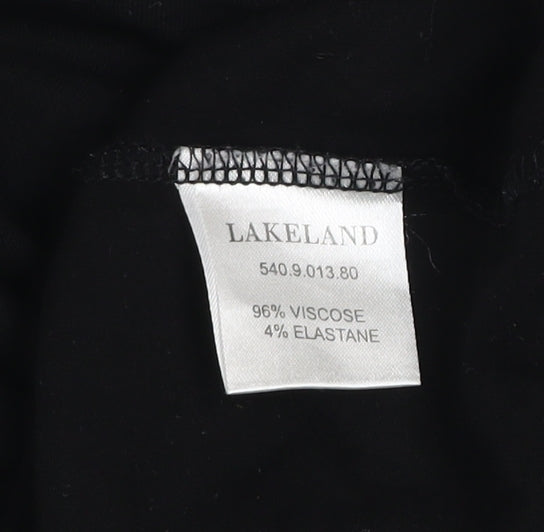 LAKELAND
540.9.013.80
96% VISCOSE
4% ELASTANE